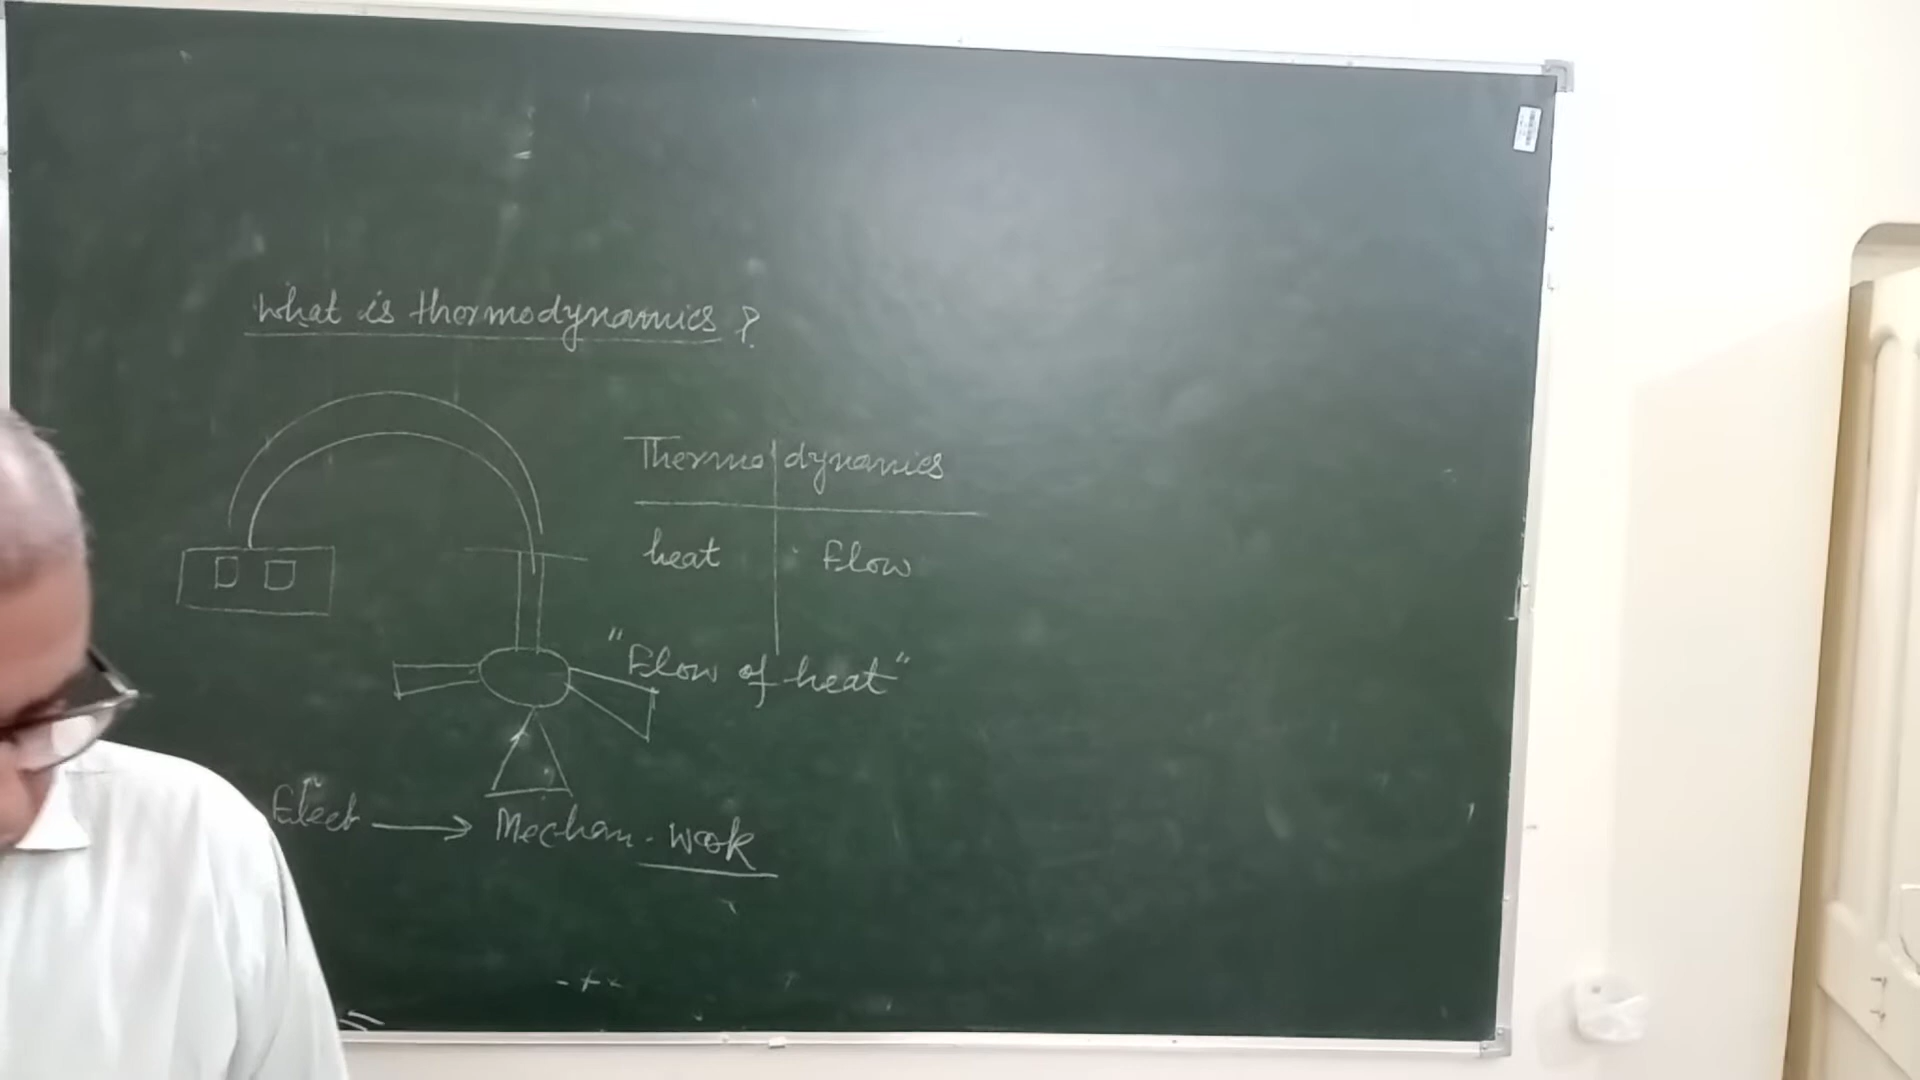 What is thermodynamics ?
Thermo dynamics
heat Flow
"Flow of heat"
Elect → Mechan. Work